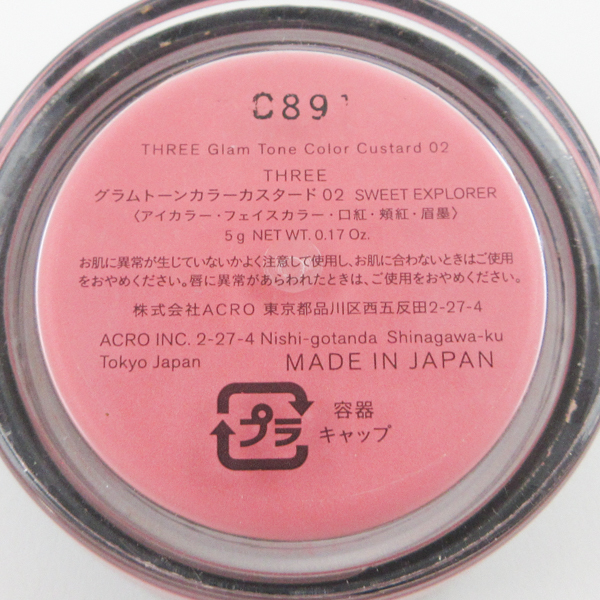 C89
THREE Glam Tone Color Custard 02
THREE
グラムトーンカラーカスタード 02 SWEET EXPLORER
〈アイカラー・フェイスカラー・口紅・頰紅・眉墨〉
5 g NET WT. 0.17 Oz.
お肌に異常が生じていないかよく注意して使用し、お肌に合わないときはご使用
をおやめください。唇に異常があらわれたときは、ご使用をおやめください。
株式会社ACRO 東京都品川区西五反田2-27-4
ACRO INC. 2-27-4 Nishi-gotanda Shinagawa-ku
Tokyo Japan MADE IN JAPAN
プラ 容器
キャップ